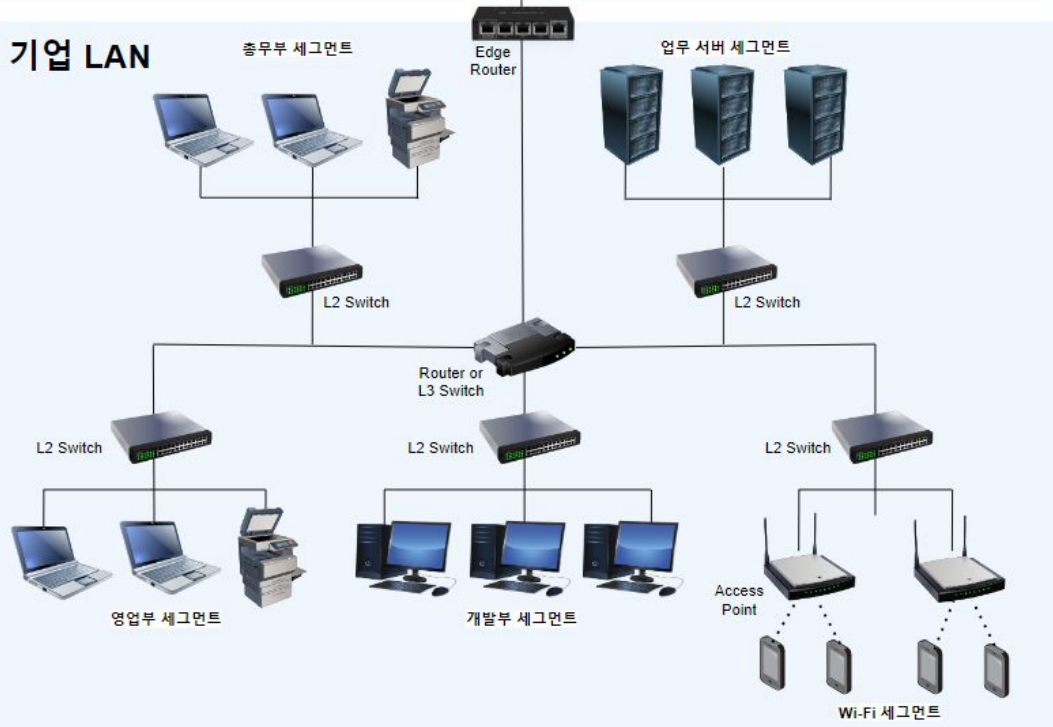 기업 LAN
총무부 세그먼트
Edge
Router
업무 서버 세그먼트
L2 Switch
L2 Switch
Router or
L3 Switch
L2 Switch
L2 Switch
L2 Switch
영업부 세그먼트
개발부 세그먼트
Access
Point
Wi-Fi 세그먼트